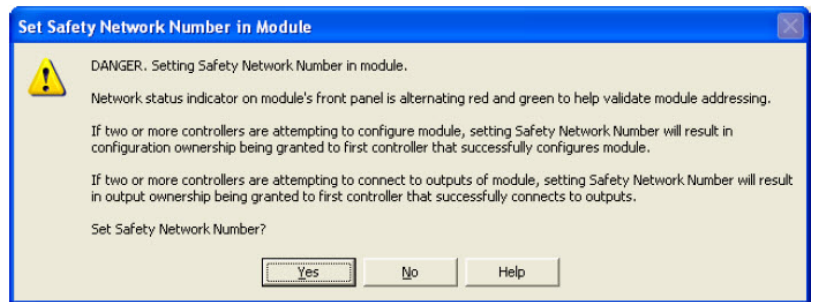 Set Safety Network Number in Module
DANGER. Setting Safety Network Number in module.
Network status indicator on module's front panel is alternating red and green to help validate module addressing.
If two or more controllers are attempting to configure module, setting Safety Network Number will result in
configuration ownership being granted to first controller that successfully configures module.
If two or more controllers are attempting to connect to outputs of module, setting Safety Network Number will result
in output ownership being granted to first controller that successfully connects to outputs.
Set Safety Network Number?
Yes No Help